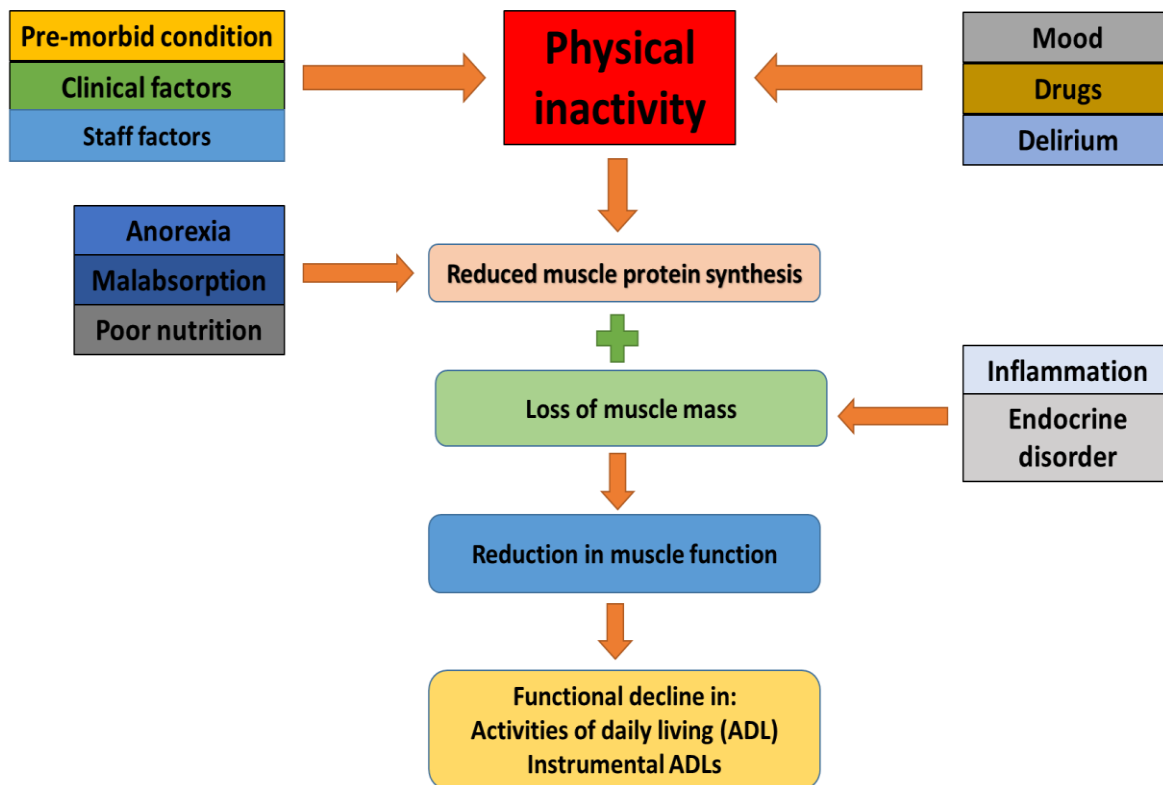 Pre-morbid condition
Clinical factors
Staff factors
Physical
inactivity
Mood
Drugs
Delirium
Anorexia
Malabsorption
Poor nutrition
Reduced muscle protein synthesis
Loss of muscle mass
Inflammation
Endocrine
disorder
Reduction in muscle function
Functional decline in:
Activities of daily living (ADL)
Instrumental ADLs